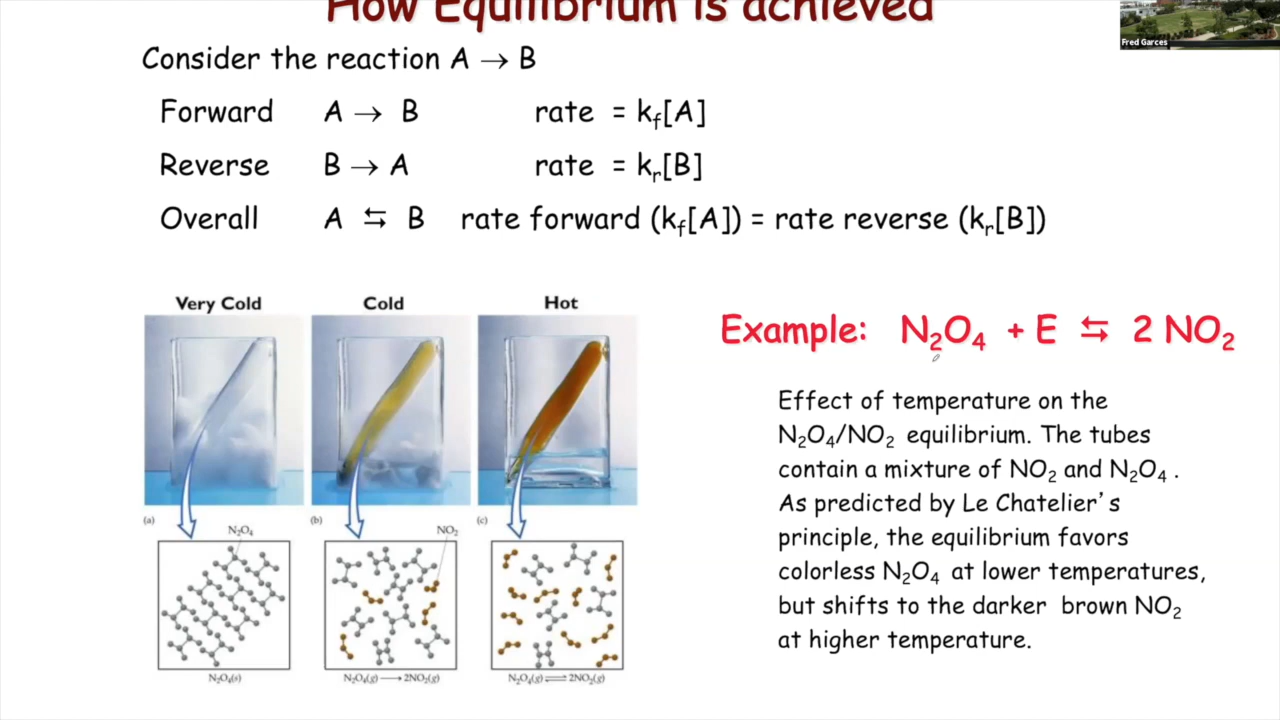 How Equilibrium is achieved
Fred Garces
Consider the reaction A → B
Forward A → B rate = k_f[A]
Reverse B → A rate = k_r[B]
Overall A ⇆ B rate forward (k_f[A]) = rate reverse (k_r[B])
Very Cold Cold Hot
Example: N₂O₄ + E ⇆ 2 NO₂
Effect of temperature on the
N₂O₄/NO₂ equilibrium. The tubes
contain a mixture of NO₂ and N₂O₄ .
As predicted by Le Chatelier's
principle, the equilibrium favors
colorless N₂O₄ at lower temperatures,
but shifts to the darker brown NO₂
at higher temperature.
(a) (b) (c)
N₂O₄ NO₂
N₂O₄(s) N₂O₄(g) → 2NO₂(g) N₂O₄(g) ⇌ 2NO₂(g)